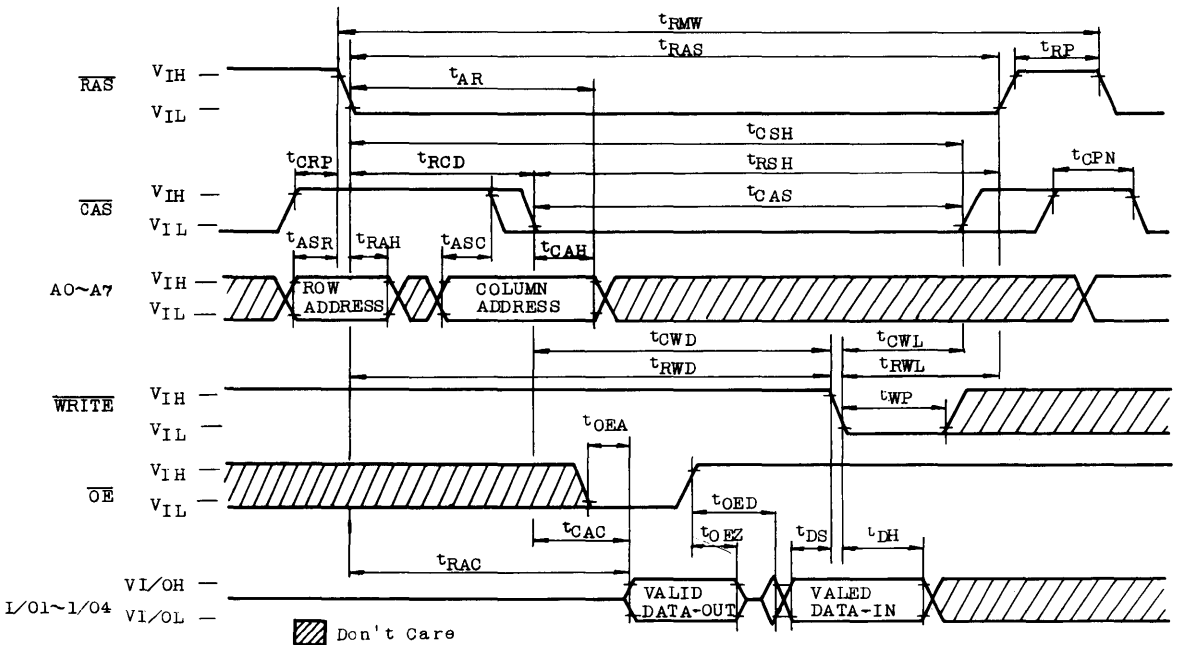 tRMW
tRAS
tRP
RAS
VIH
VIL
tAR
tCSH
tCRP
tRCD
tRSH
tCPN
CAS
VIH
VIL
tCAS
tASR
tRAH
tASC
tCAH
A0~A7
VIH
VIL
ROW
ADDRESS
COLUMN
ADDRESS
tCWD
tCWL
tRWD
tRWL
WRITE
VIH
VIL
tWP
tOEA
OE
VIH
VIL
tOED
tCAC
tOEZ
tDS
tDH
tRAC
I/O1~I/O4
VI/OH
VI/OL
VALID
DATA-OUT
VALED
DATA-IN
Don't Care